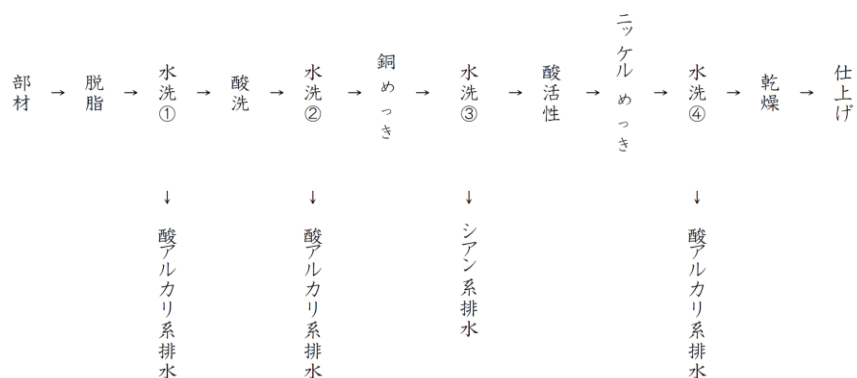 部材 → 脱脂 → 水洗① → 酸洗 → 水洗② → 銅めっき → 水洗③ → 酸活性 → ニッケルめっき → 水洗④ → 乾燥 → 仕上げ
↓ ↓ ↓ ↓
酸アルカリ系排水
酸アルカリ系排水
シアン系排水
酸アルカリ系排水